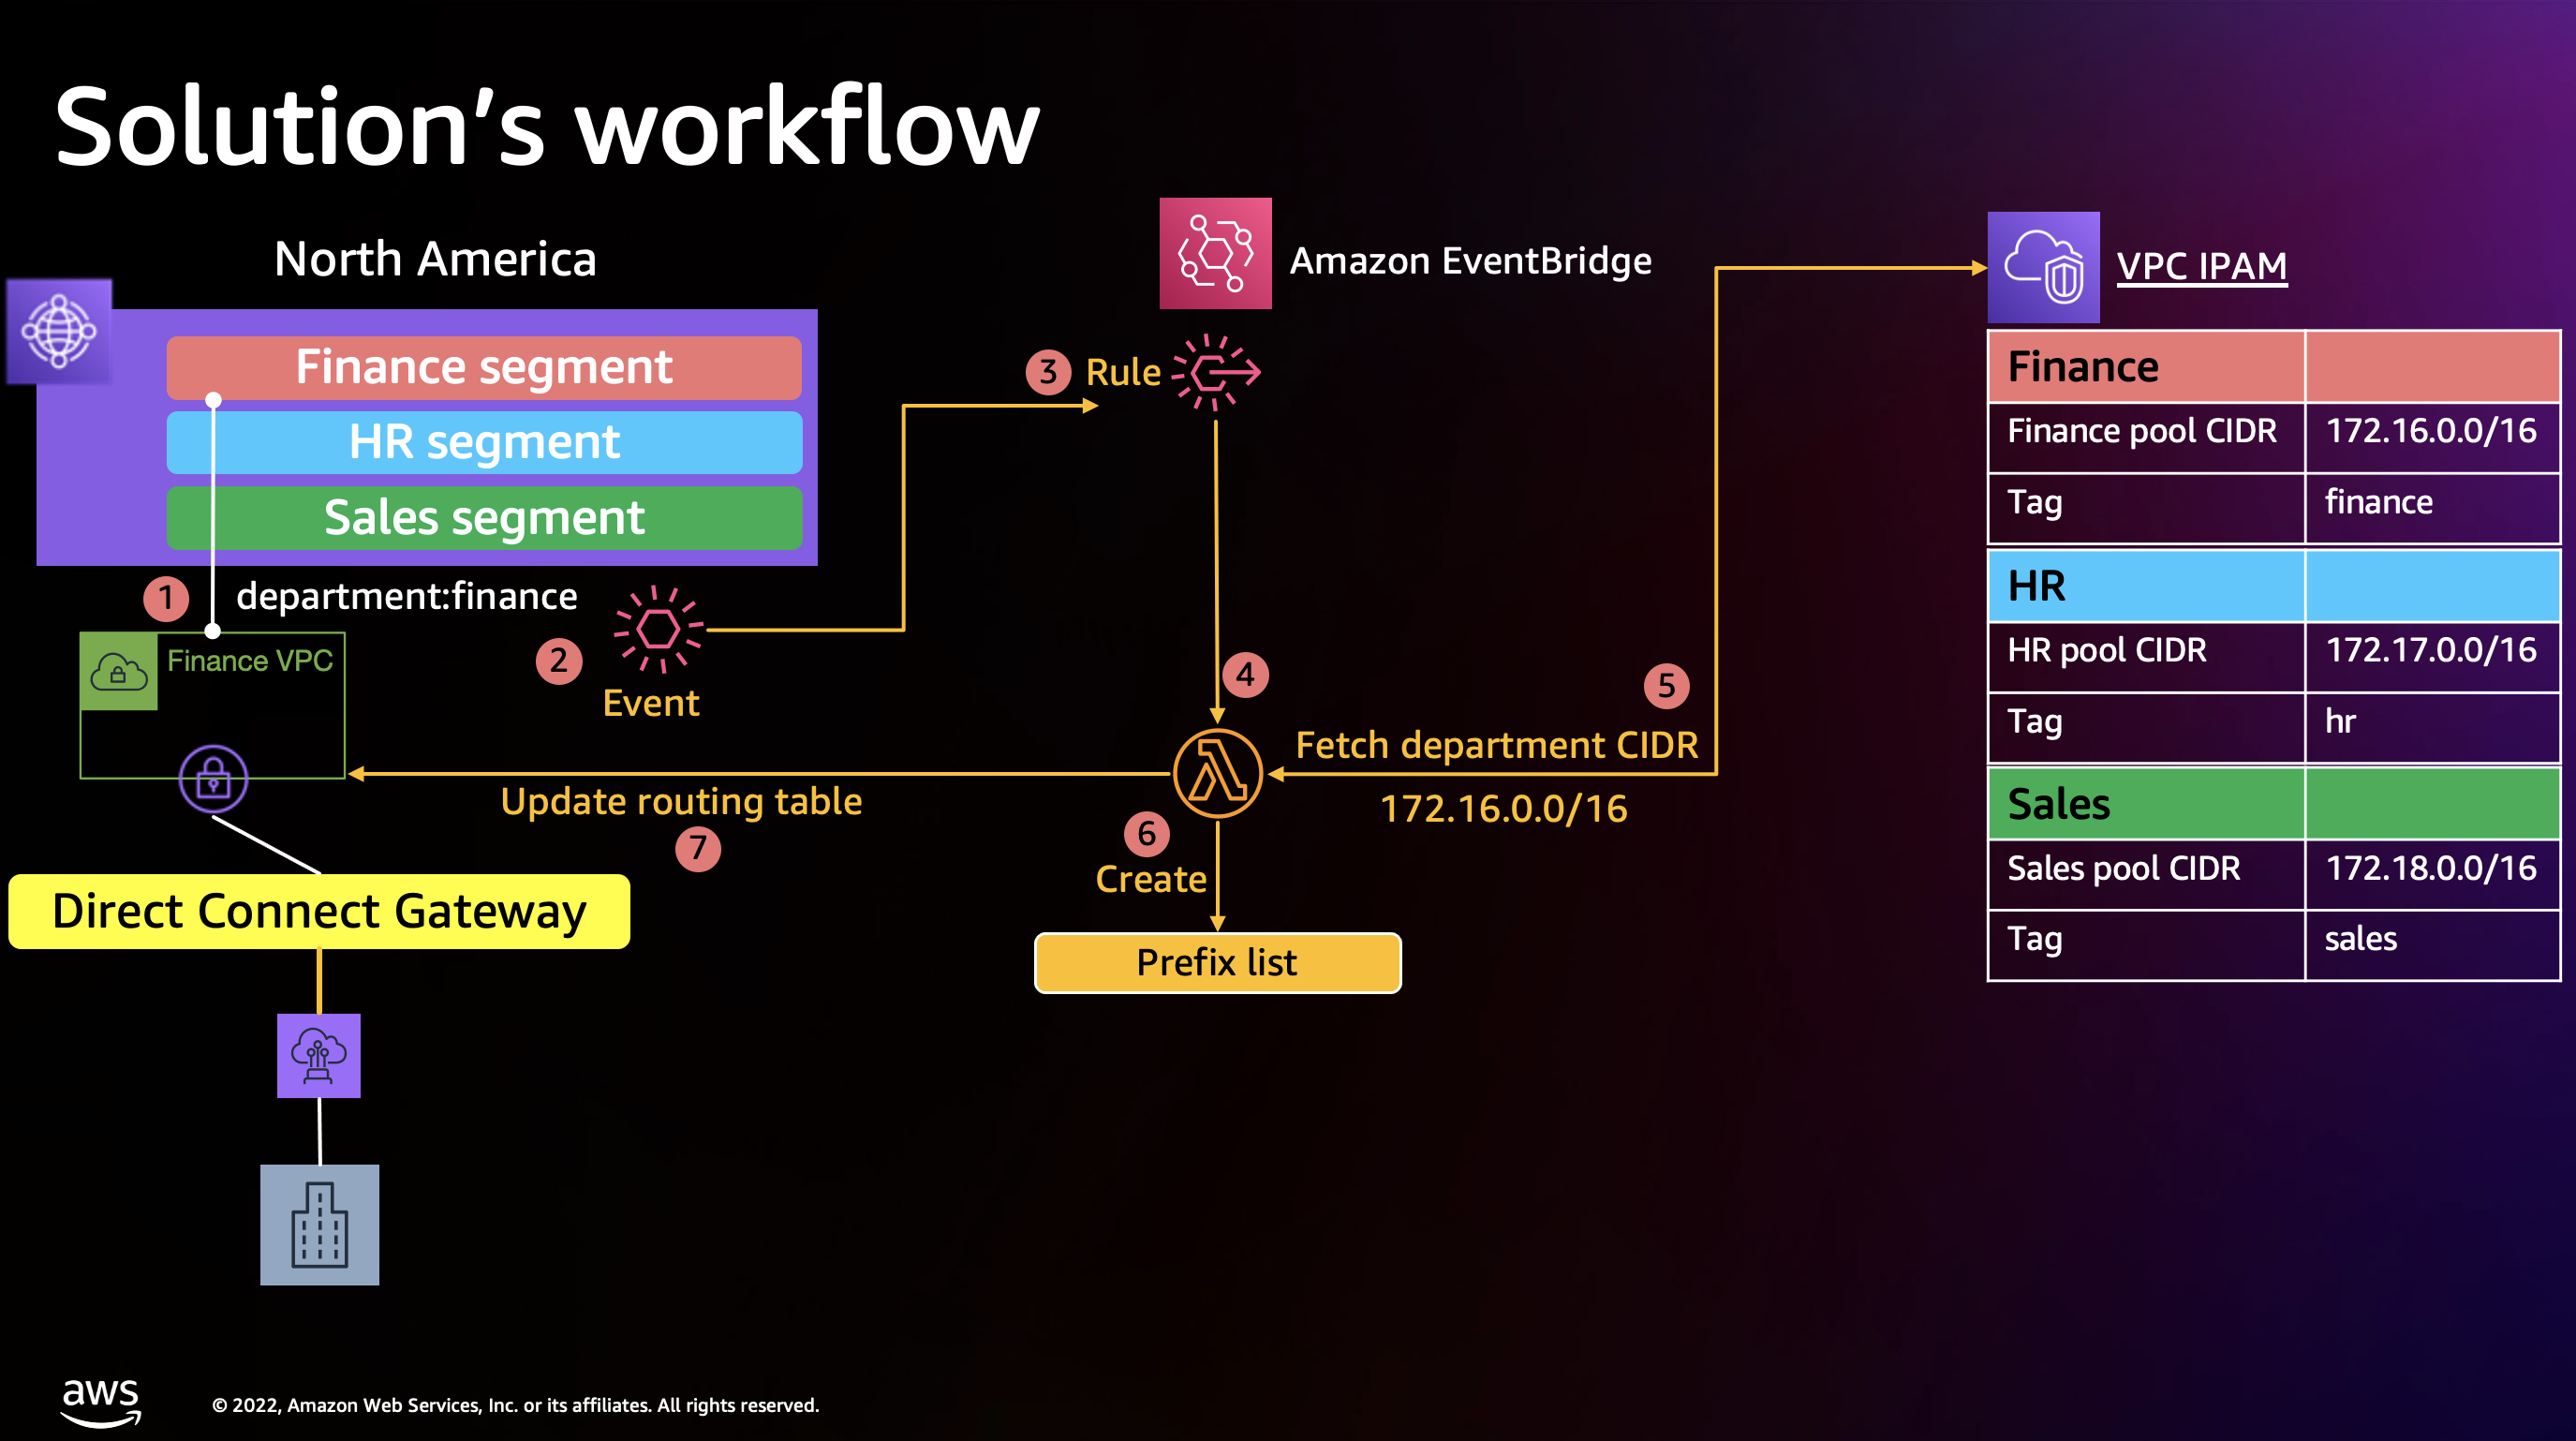 Solution’s workflow
North America
Finance segment
HR segment
Sales segment
1
department:finance
Finance VPC
2
Event
3
Rule
Amazon EventBridge
4
5
Fetch department CIDR
172.16.0.0/16
6
Create
Prefix list
Update routing table
7
Direct Connect Gateway
VPC IPAM
Finance
Finance pool CIDR 172.16.0.0/16
Tag finance
HR
HR pool CIDR 172.17.0.0/16
Tag hr
Sales
Sales pool CIDR 172.18.0.0/16
Tag sales
aws
© 2022, Amazon Web Services, Inc. or its affiliates. All rights reserved.